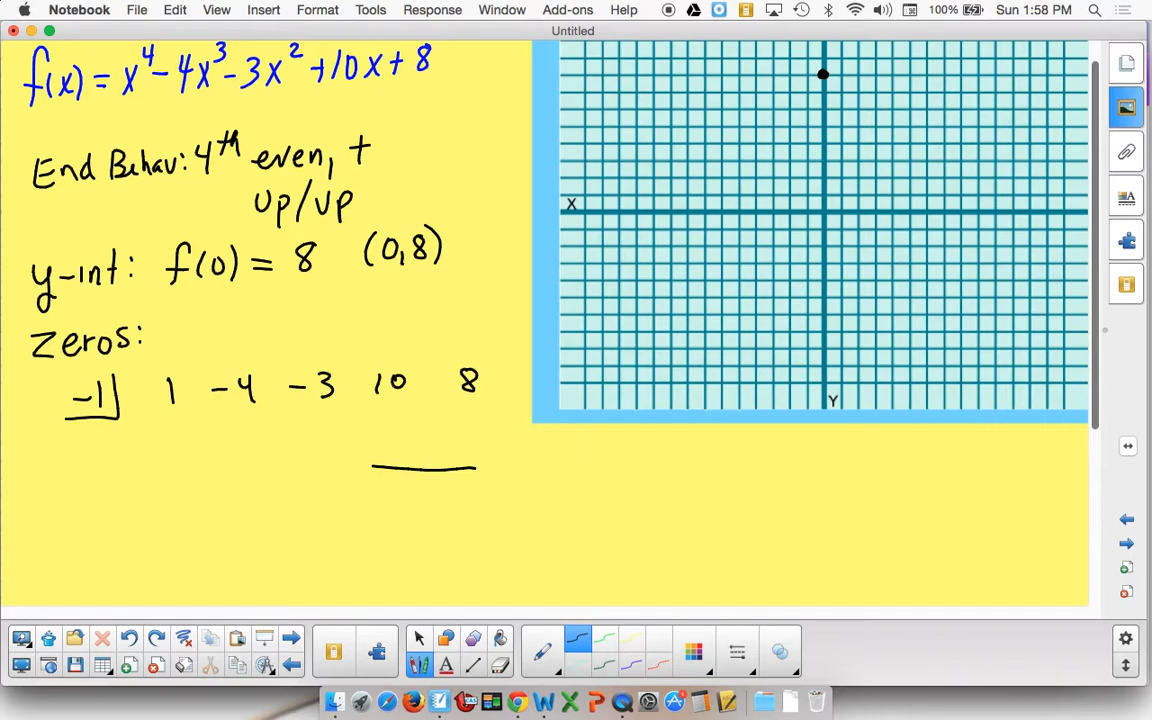 Notebook File Edit View Insert Format Tools Lessons Response Window Add-ons Help 100% Sun 1:58 PM
Untitled
f(x) = x⁴ - 4x³ - 3x² + 10x + 8
End Behav: 4th even, +
up/up
y-int: f(0) = 8 (0,8)
Zeros:
-1 1 -4 -3 10 8
X
Y